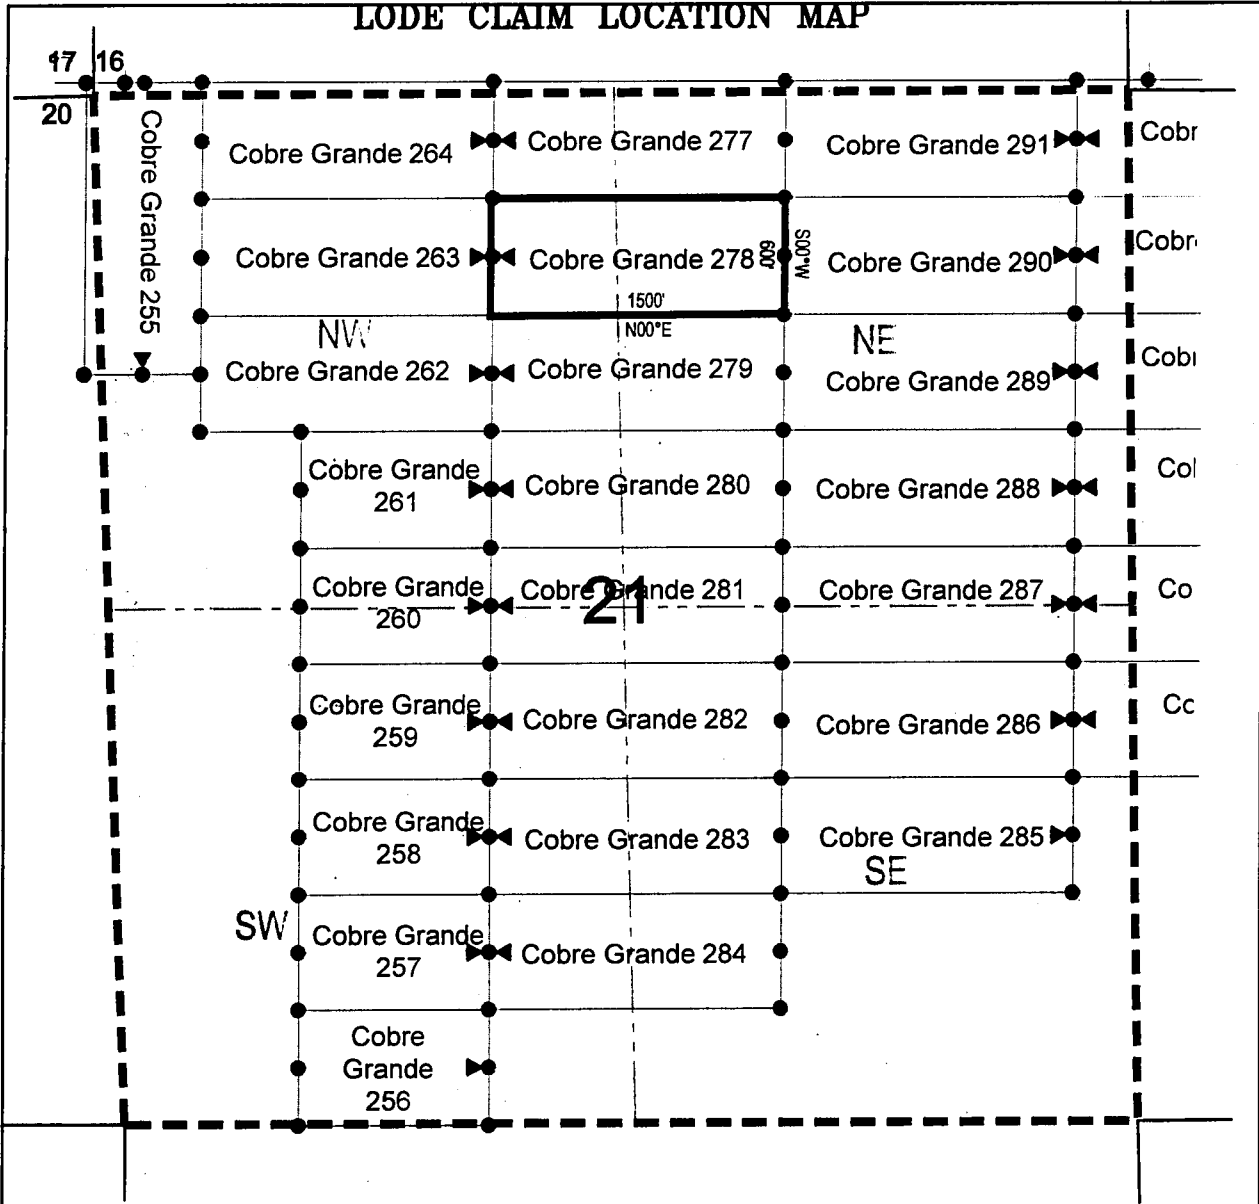 LODE CLAIM LOCATION MAP
17 16
20
Cobre Grande 255
Cobre Grande 264
Cobre Grande 277
Cobre Grande 291
Cobr
Cobre Grande 263
Cobre Grande 278
600'
S00°W
Cobre Grande 290
Cobr
1500'
N00°E
NW
NE
Cobre Grande 262
Cobre Grande 279
Cobre Grande 289
Cobr
Cobre Grande
261
Cobre Grande 280
Cobre Grande 288
Col
Cobre Grande
260
Cobre Grande 281
21
Cobre Grande 287
Co
Cobre Grande
259
Cobre Grande 282
Cobre Grande 286
Co
Cobre Grande
258
Cobre Grande 283
Cobre Grande 285
SE
SW
Cobre Grande
257
Cobre Grande 284
Cobre
Grande
256